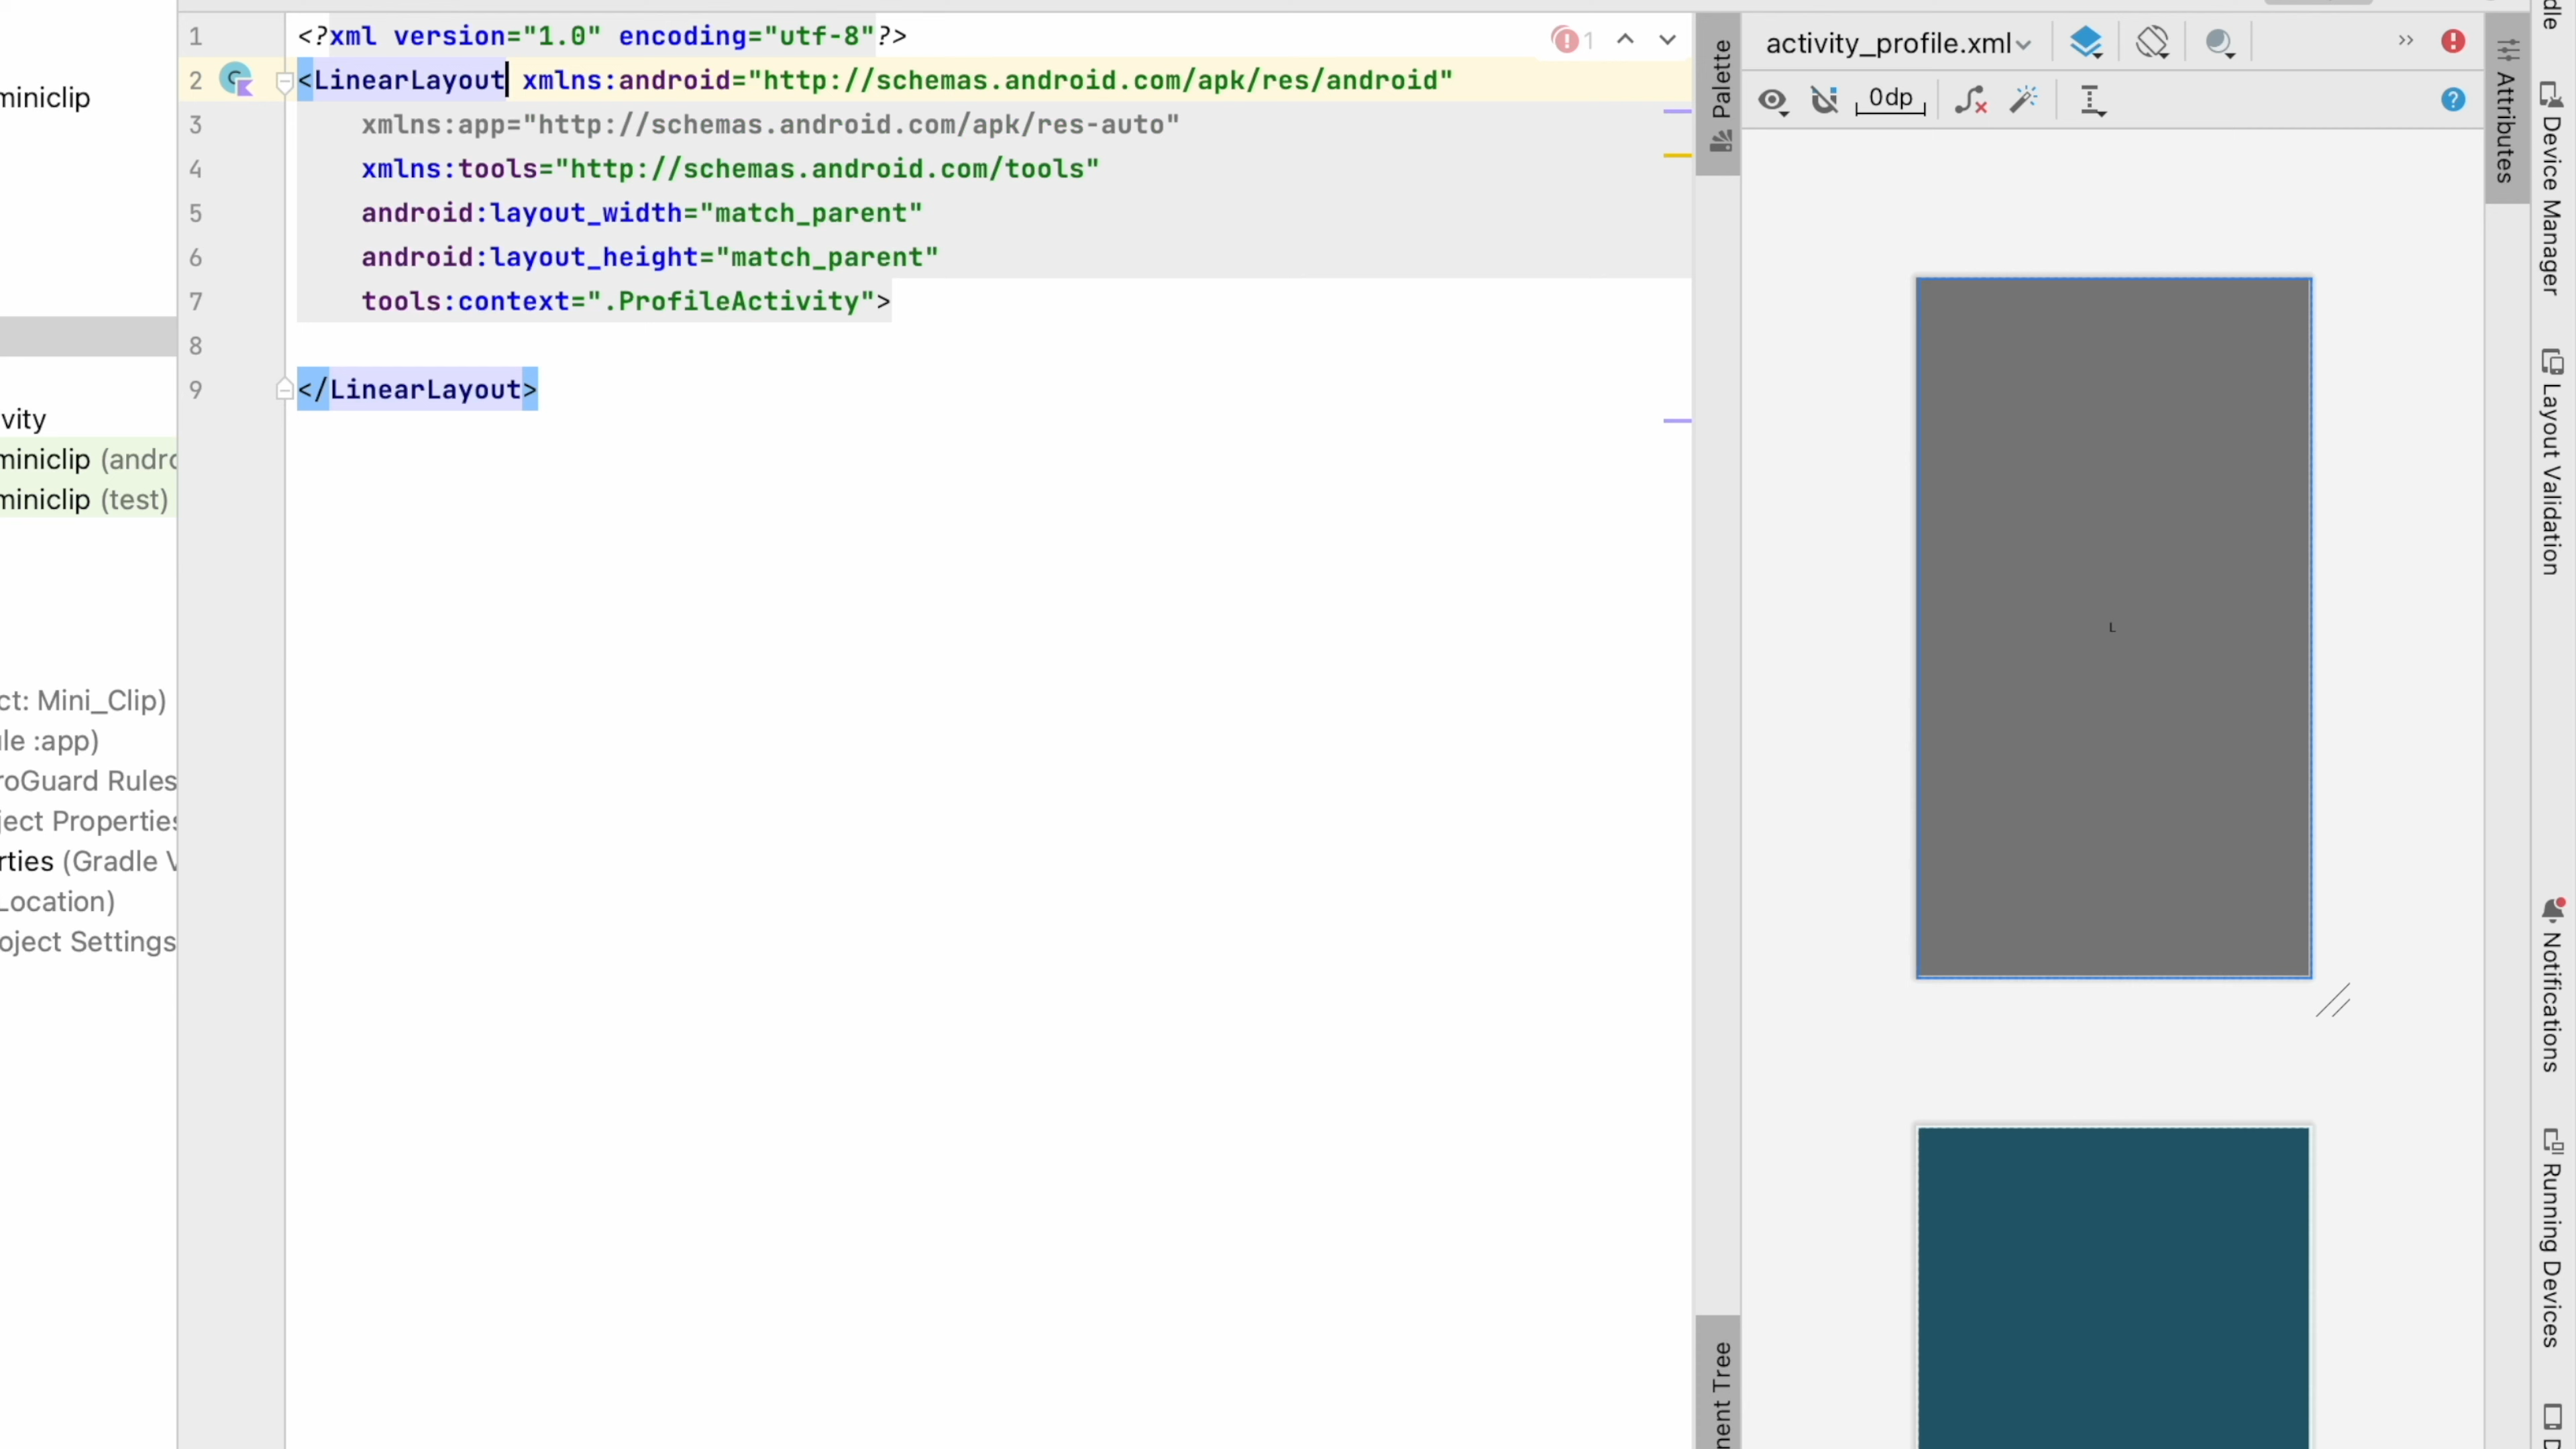 miniclip
vity
miniclip (andro
miniclip (test)
ct: Mini_Clip)
le :app)
roGuard Rules
ject Properties
rties (Gradle V
Location)
oject Settings
1 <?xml version="1.0" encoding="utf-8"?>
2 <LinearLayout xmlns:android="http://schemas.android.com/apk/res/android"
3 xmlns:app="http://schemas.android.com/apk/res-auto"
4 xmlns:tools="http://schemas.android.com/tools"
5 android:layout_width="match_parent"
6 android:layout_height="match_parent"
7 tools:context=".ProfileActivity">
8
9 </LinearLayout>
1
Palette
nent Tree
activity_profile.xml
0dp
L
Attributes
dle
Device Manager
Layout Validation
Notifications
Running Devices